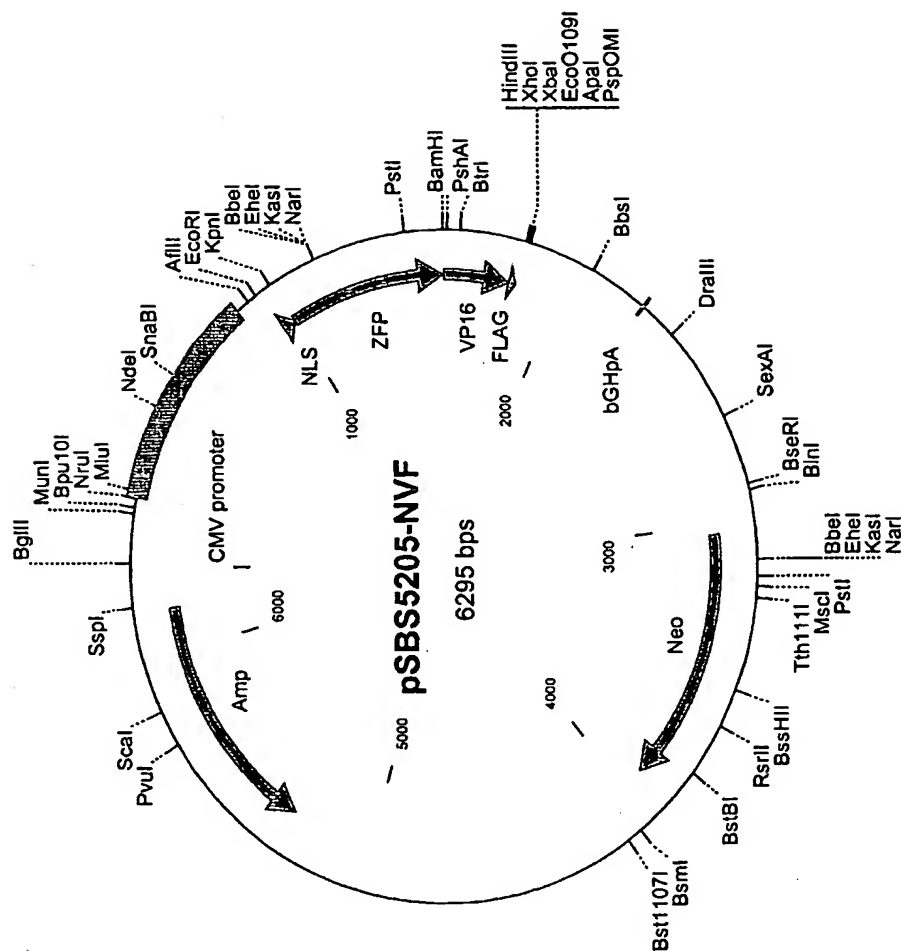 HindIII
XhoI
XbaI
EcoO109I
ApaI
PspOMI
BbsI
DraIII
SexAI
BseRI
BlnI
BbeI
EheI
KasI
NarI
PstI
MscI
Tth111I
BssHII
RsrII
BstBI
BsmI
Bst1107I
PvuI
ScaI
SspI
BglII
MunI
Bpu10I
NruI
MluI
NdeI
SnaBI
AflII
EcoRI
KpnI
BbeI
EheI
KasI
NarI
PstI
BamHI
PshAI
BtrI
CMV promoter
NLS
ZFP
VP16
FLAG
bGHpA
Neo
Amp
1000
2000
3000
4000
5000
6000
pSBS5205-NVF
6295 bps